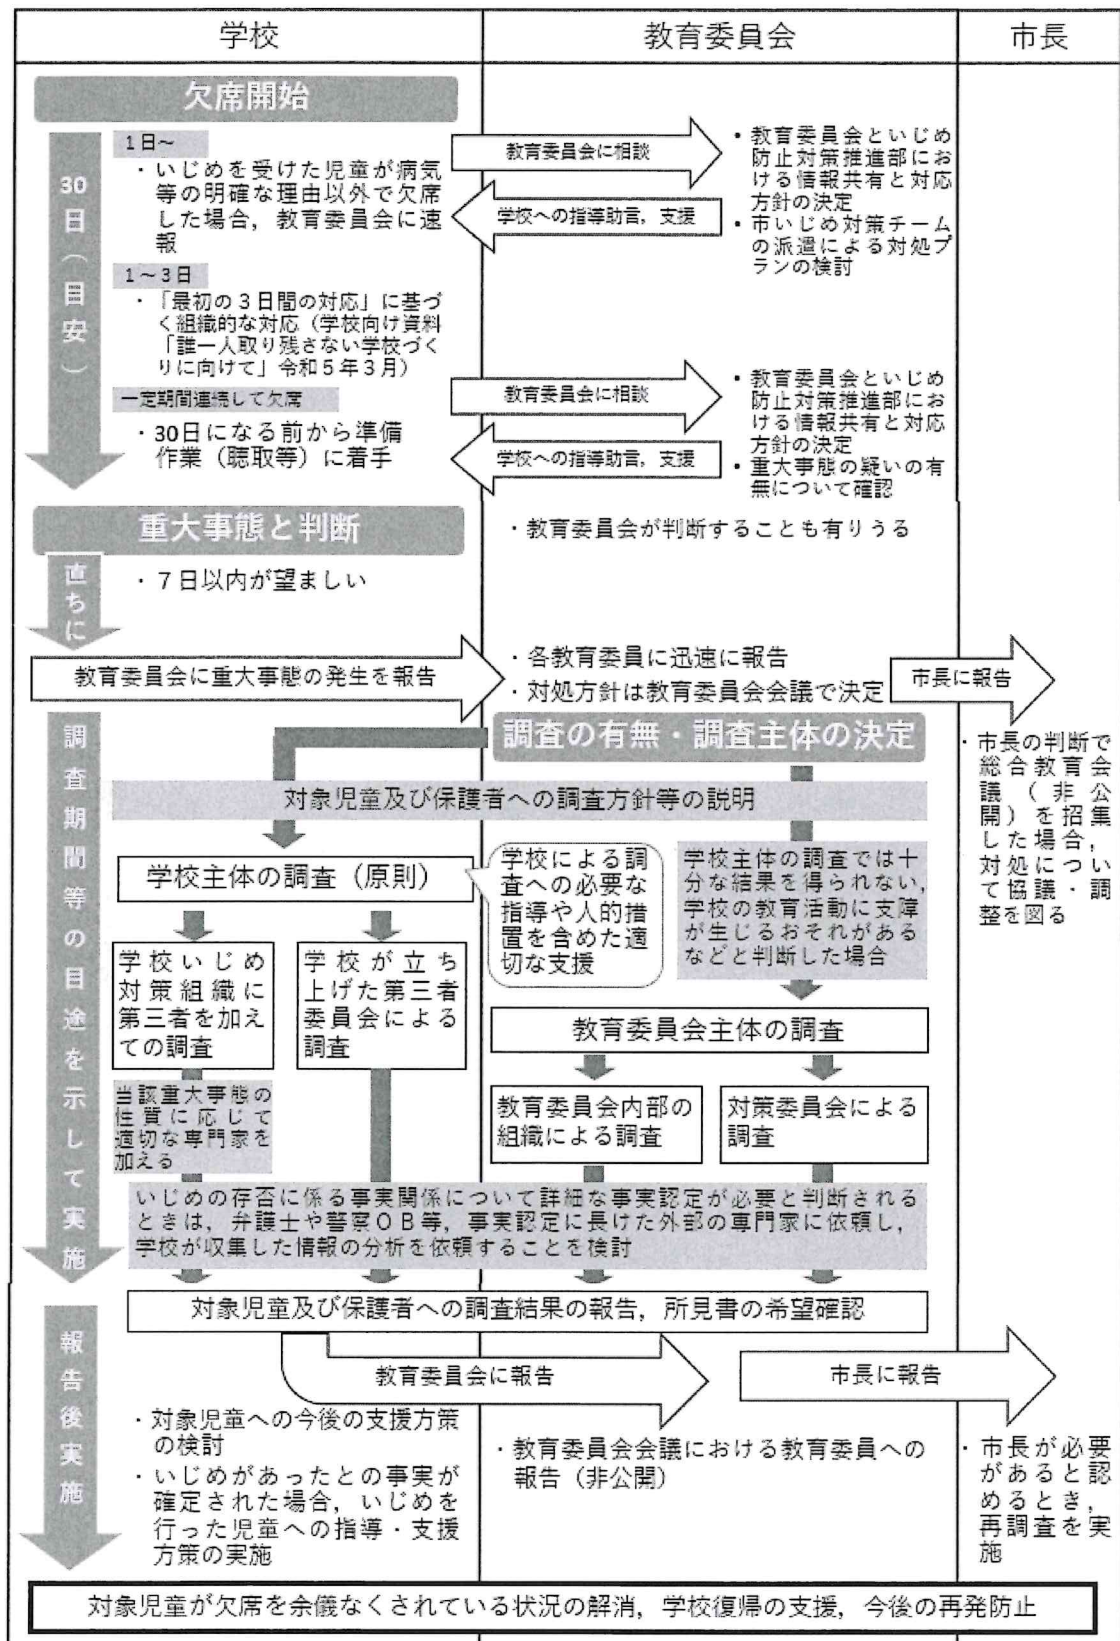 学校
教育委員会
市長
欠席開始
30日(目安)
1日~
・いじめを受けた児童が病気
等の明確な理由以外で欠席
した場合,教育委員会に速
報
教育委員会に相談
学校への指導助言,支援
・教育委員会といじめ
防止対策推進部にお
ける情報共有と対応
方針の決定
・市いじめ対策チーム
の派遣による対処プ
ランの検討
1~3日
・「最初の3日間の対応」に基づ
く組織的な対応(学校向け資料
「誰一人取り残さない学校づく
りに向けて」令和5年3月)
一定期間連続して欠席
・30日になる前から準備
作業(聴取等)に着手
教育委員会に相談
学校への指導助言,支援
・教育委員会といじめ
防止対策推進部にお
ける情報共有と対応
方針の決定
・重大事態の疑いの有
無について確認
重大事態と判断
・教育委員会が判断することも有りうる
直ちに
・7日以内が望ましい
教育委員会に重大事態の発生を報告
・各教育委員に迅速に報告
・対処方針は教育委員会会議で決定
市長に報告
調査期間等の目途を示して実施
調査の有無・調査主体の決定
・市長の判断で
総合教育会
議(非公
開)を招集
した場合,
対処につい
て協議・調
整を図る
対象児童及び保護者への調査方針等の説明
学校主体の調査(原則)
学校による調
査への必要な
指導や人的措
置を含めた適
切な支援
学校主体の調査では十
分な結果を得られない,
学校の教育活動に支障
が生じるおそれがある
などと判断した場合
学校いじめ
対策組織に
第三者を加え
ての調査
学校が立ち
上げた第三者
委員会による
調査
教育委員会主体の調査
当該重大事態の
性質に応じて
適切な専門家を
加える
教育委員会内部の
組織による調査
対策委員会による
調査
いじめの存否に係る事実関係について詳細な事実認定が必要と判断される
ときは,弁護士や警察OB等,事実認定に長けた外部の専門家に依頼し,
学校が収集した情報の分析を依頼することを検討
対象児童及び保護者への調査結果の報告,所見書の希望確認
報告後実施
教育委員会に報告
市長に報告
・対象児童への今後の支援方策
の検討
・いじめがあったとの事実が
確定された場合,いじめを
行った児童への指導・支援
方策の実施
・教育委員会会議における教育委員への
報告(非公開)
・市長が必要
があると認
めるとき,
再調査を実
施
対象児童が欠席を余儀なくされている状況の解消,学校復帰の支援,今後の再発防止